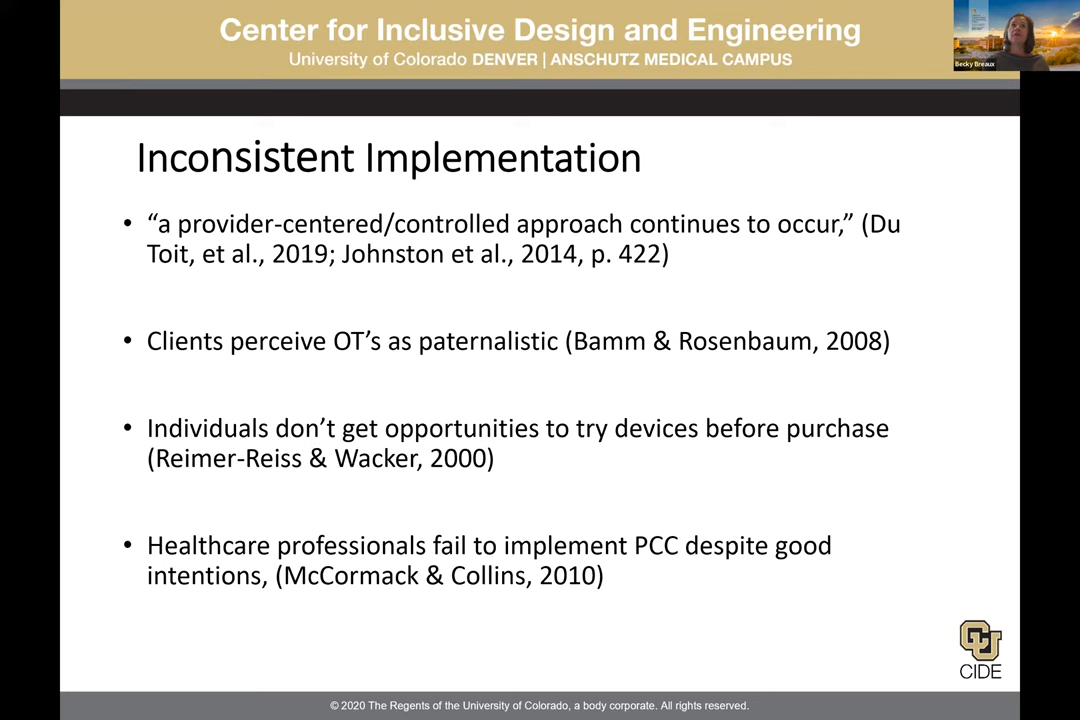 Center for Inclusive Design and Engineering
University of Colorado DENVER | ANSCHUTZ MEDICAL CAMPUS
Becky Breaux
Inconsistent Implementation
• “a provider-centered/controlled approach continues to occur,” (Du
Toit, et al., 2019; Johnston et al., 2014, p. 422)
• Clients perceive OT’s as paternalistic (Bamm & Rosenbaum, 2008)
• Individuals don’t get opportunities to try devices before purchase
(Reimer-Reiss & Wacker, 2000)
• Healthcare professionals fail to implement PCC despite good
intentions, (McCormack & Collins, 2010)
CU
CIDE
© 2020 The Regents of the University of Colorado, a body corporate. All rights reserved.